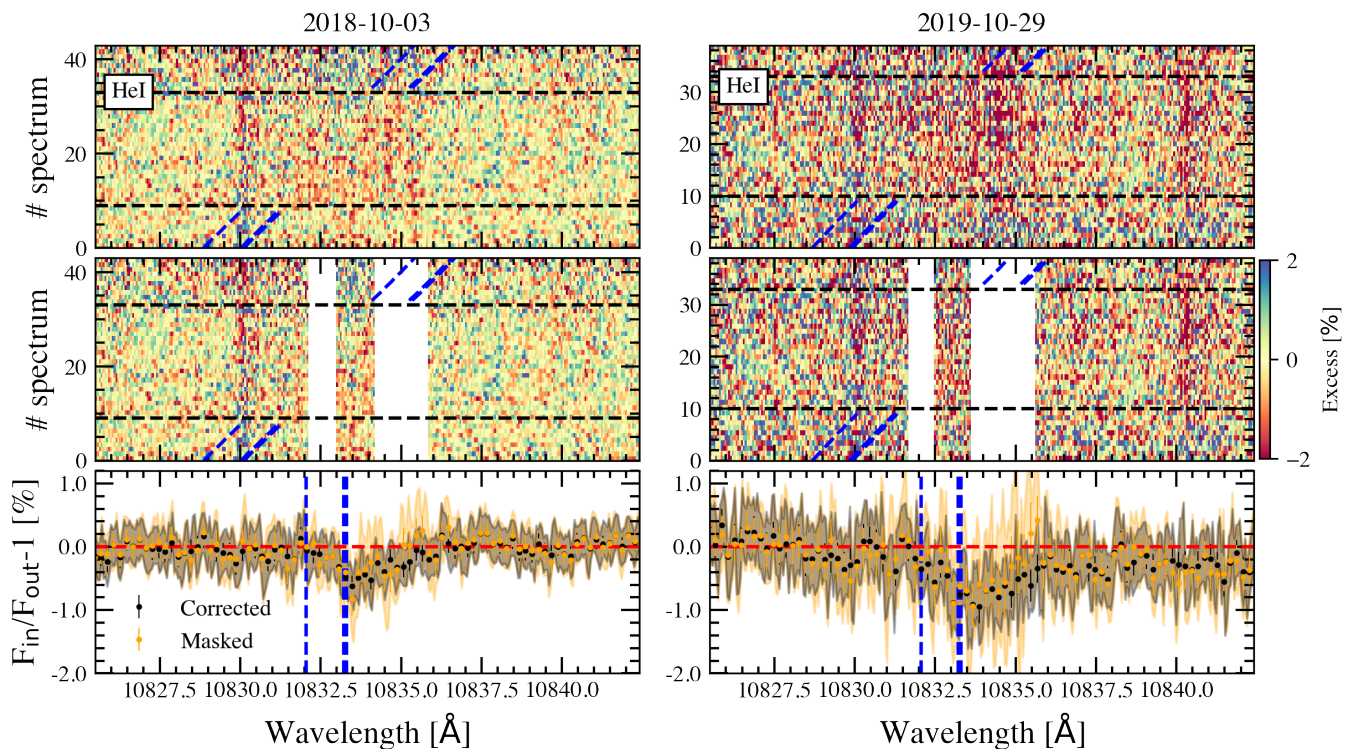 2018-10-03
2019-10-29
HeI
HeI
# spectrum
40
20
0
30
20
10
0
# spectrum
40
20
0
30
20
10
0
2
0
−2
Excess [%]
F_in/F_out-1 [%]
1.0
0.0
-1.0
-2.0
Corrected
Masked
1.0
0.0
-1.0
-2.0
10827.5 10830.0 10832.5 10835.0 10837.5 10840.0
10827.5 10830.0 10832.5 10835.0 10837.5 10840.0
Wavelength [Å]
Wavelength [Å]